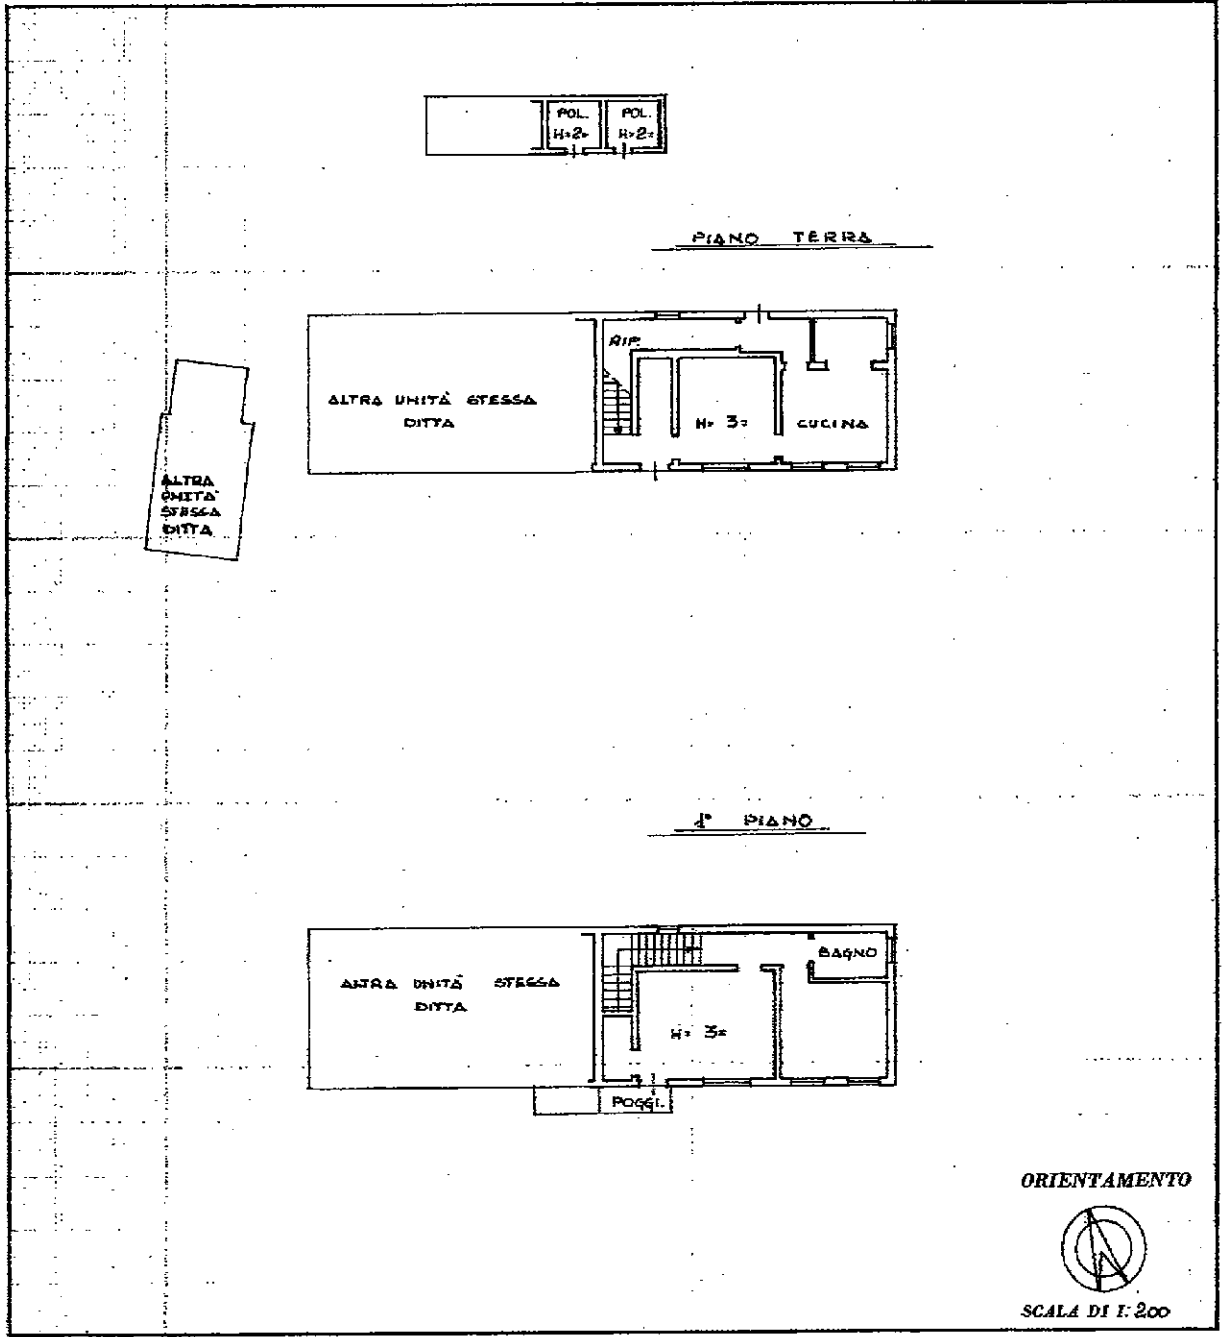 POL. POL.
H=2= H=2=
PIANO TERRA
RIP.
ALTRA UNITÀ STESSA
DITTA
H= 3=
CUCINA
ALTRA
UNITA'
STESSA
DITTA
1° PIANO
BAGNO
ALTRA UNITÀ STESSA
DITTA
H= 3=
POGGI.
ORIENTAMENTO
SCALA DI 1:200